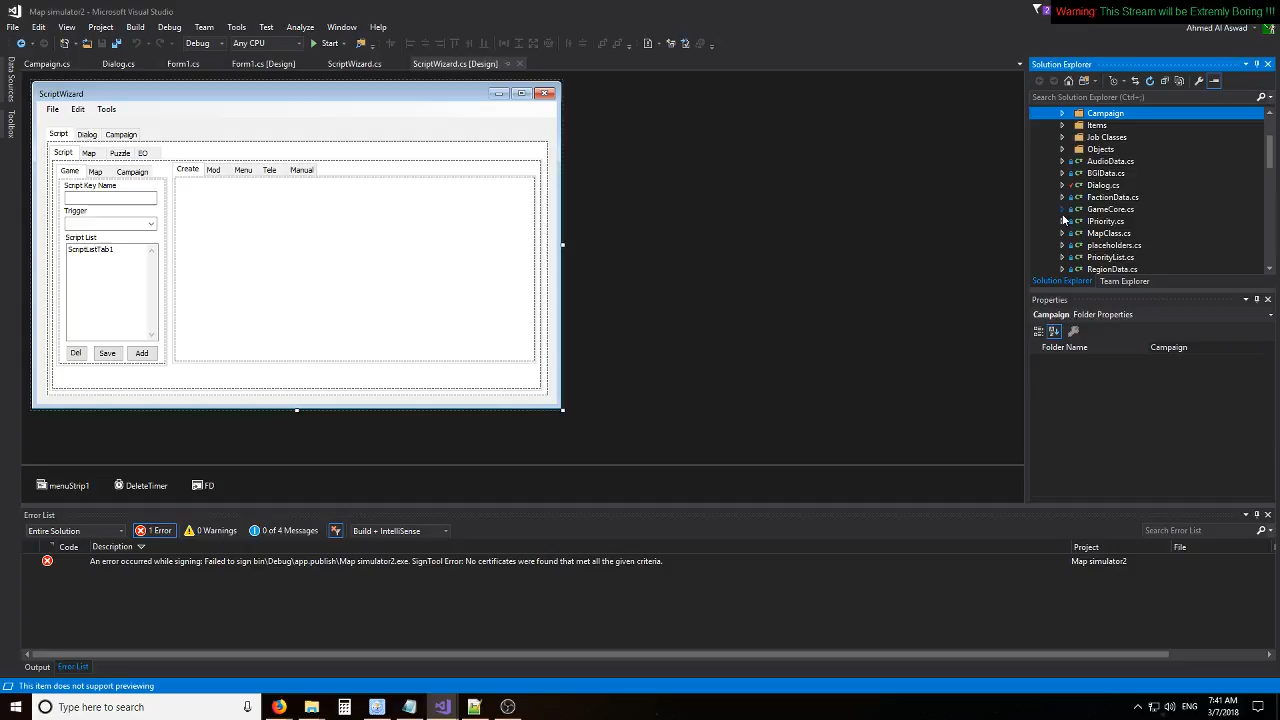 Map simulator2 - Microsoft Visual Studio
2
Warning: This Stream will be Extremly Boring !!!
File Edit View Project Build Debug Team Tools Test Analyze Window Help
Ahmed Al Aswad
Debug Any CPU Start
Campaign.cs Dialog.cs Form1.cs Form1.cs [Design] ScriptWizard.cs ScriptWizard.cs [Design]
Data Sources
Toolbox
ScriptWizard
File Edit Tools
Script Dialog Campaign
Script Map Puzzle EO
Game Map Campaign
Create Mod Menu Tele Manual
Script Key Name
Trigger
Script List
ScriptListTab1
Del Save Add
menuStrip1 DeleteTimer FD
Solution Explorer
Search Solution Explorer (Ctrl+;)
Campaign
Items
Job Classes
Objects
C# AudioData.cs
C# BGIData.cs
C# Dialog.cs
C# FactionData.cs
C# GameCore.cs
C# IPriority.cs
C# MapClass.cs
C# placeholders.cs
C# PriorityList.cs
C# RegionData.cs
Solution Explorer Team Explorer
Properties
Campaign Folder Properties
Folder Name Campaign
Error List
Entire Solution 1 Error 0 Warnings 0 of 4 Messages Build + IntelliSense Search Error List
Code Description Project File
An error occurred while signing: Failed to sign bin\Debug\app.publish\Map simulator2.exe. SignTool Error: No certificates were found that met all the given criteria. Map simulator2
Output Error List
This item does not support previewing
Type here to search
ENG
7:41 AM
3/7/2018